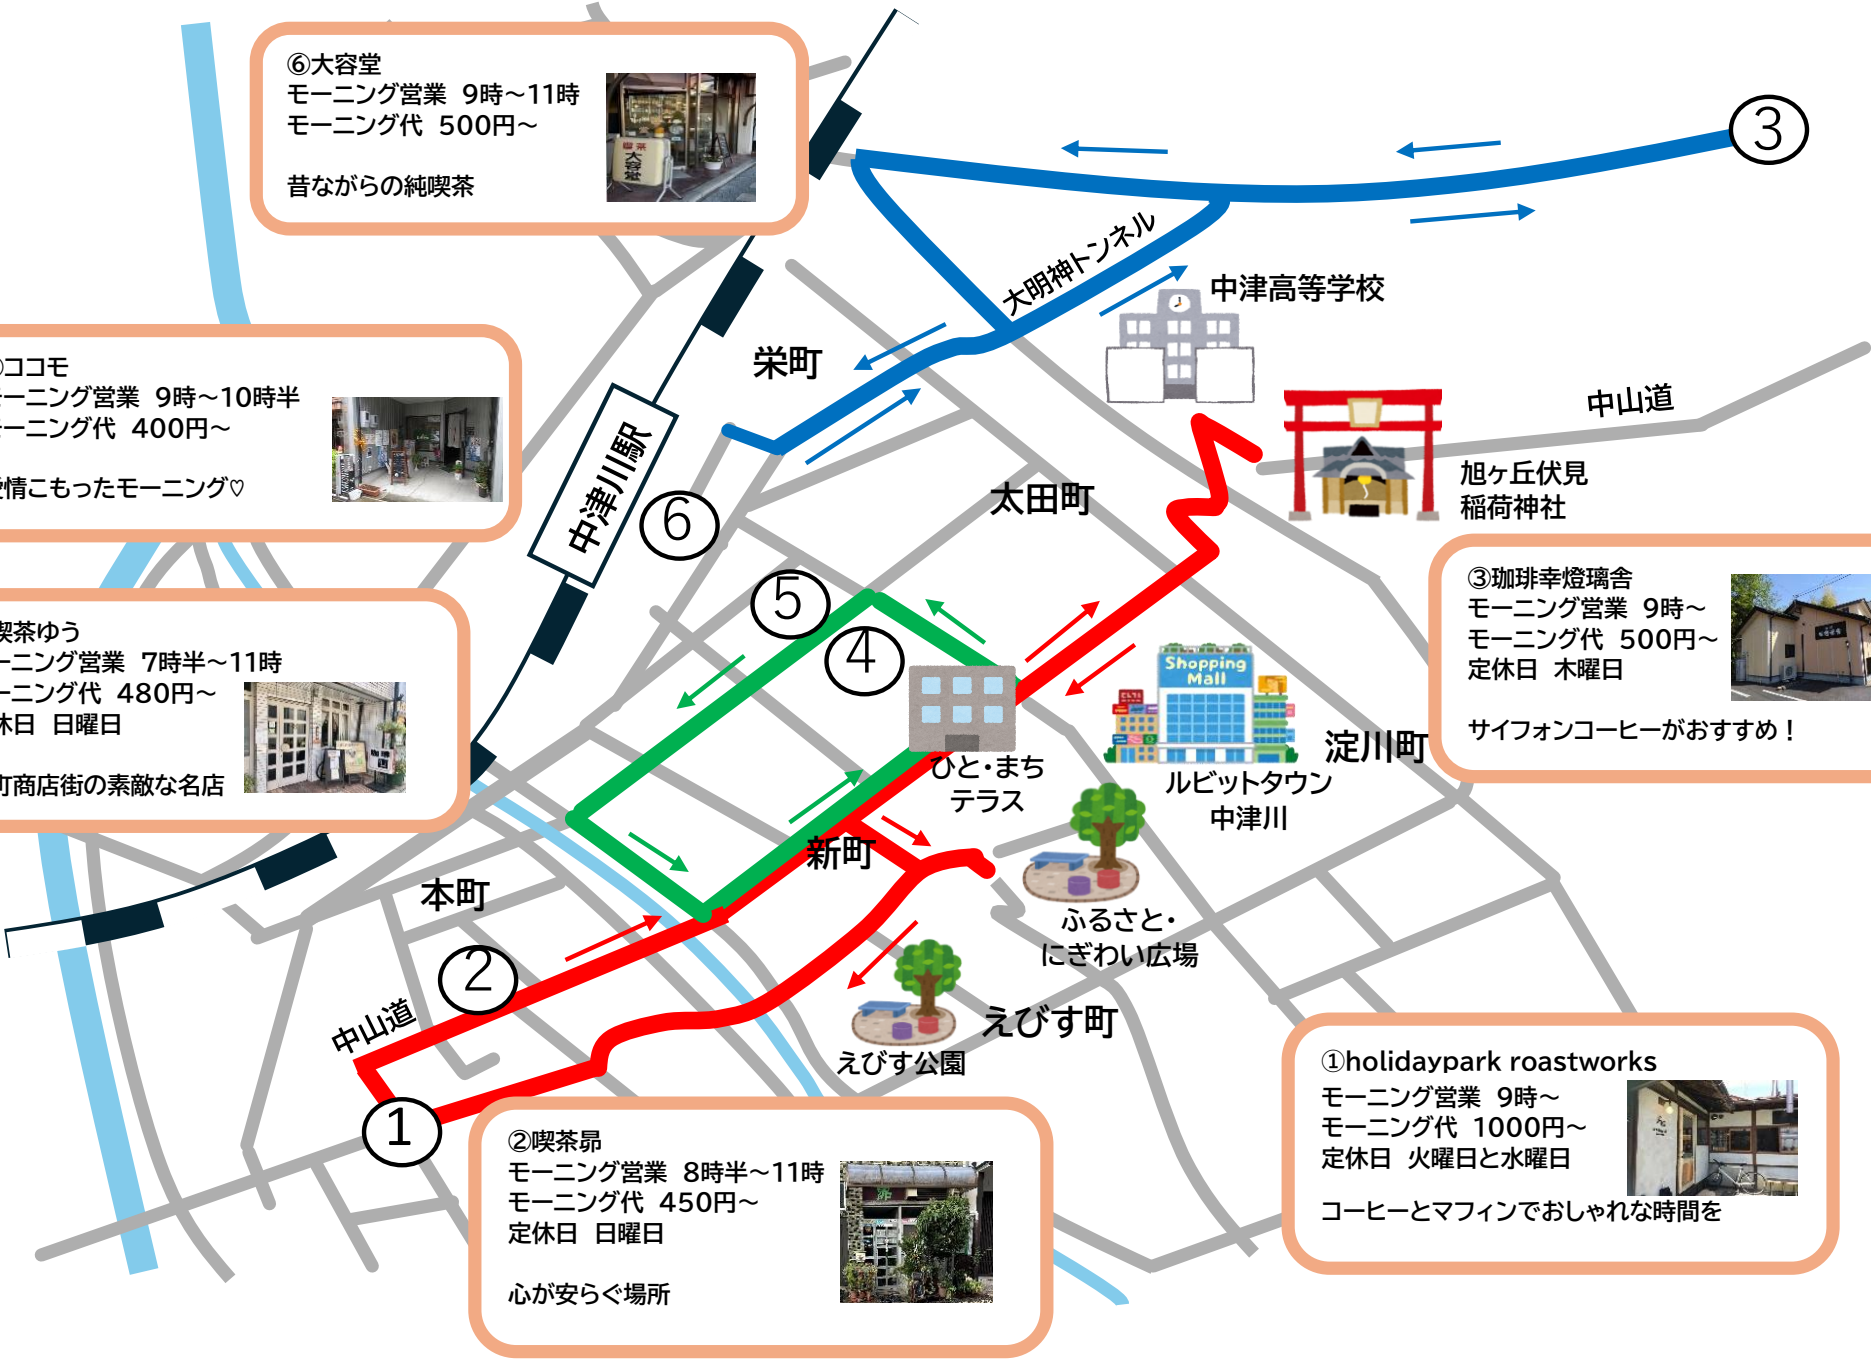 ⑥大容堂
モーニング営業 9時～11時
モーニング代 500円～
昔ながらの純喫茶
喫茶
大容堂
③
大明神トンネル
中津高等学校
栄町
ココモ
ーニング営業 9時～10時半
ーニング代 400円～
情こもったモーニング♡
中津川駅
⑥
太田町
中山道
旭ヶ丘伏見
稲荷神社
⑤
④
喫茶ゆう
ーニング営業 7時半～11時
ーニング代 480円～
休日 日曜日
町商店街の素敵な名店
③珈琲幸燈璃舎
モーニング営業 9時～
モーニング代 500円～
定休日 木曜日
サイフォンコーヒーがおすすめ！
Shopping
Mall
ひと・まち
テラス
ルビットタウン
中津川
淀川町
新町
本町
ふるさと・
にぎわい広場
②
中山道
えびす町
えびす公園
①
②喫茶昴
モーニング営業 8時半～11時
モーニング代 450円～
定休日 日曜日
心が安らぐ場所
①holidaypark roastworks
モーニング営業 9時～
モーニング代 1000円～
定休日 火曜日と水曜日
コーヒーとマフィンでおしゃれな時間を